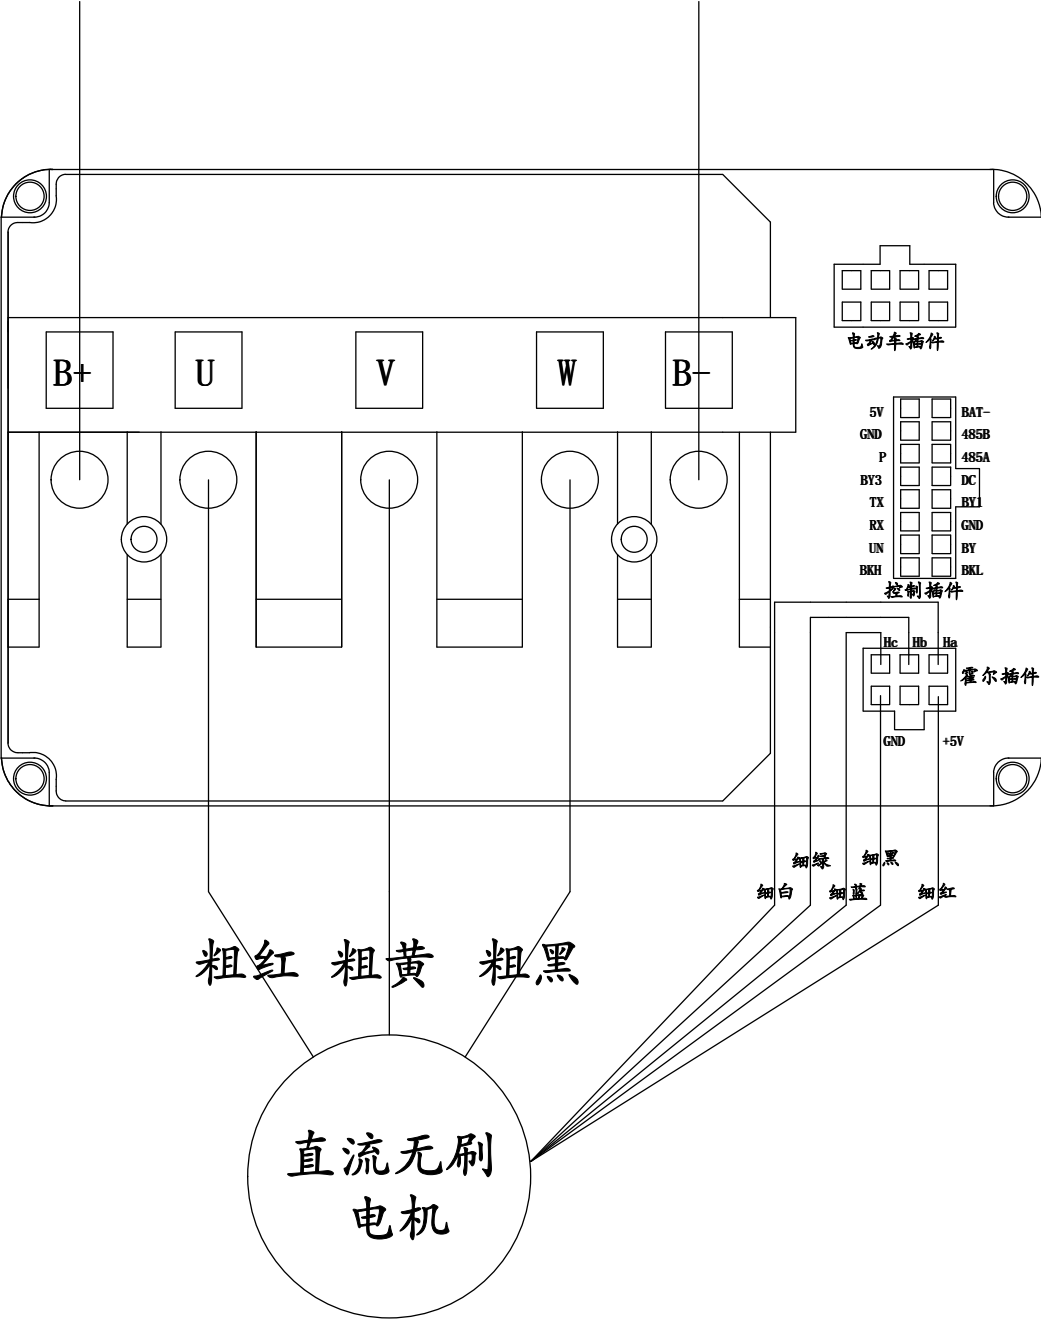 B+ U V W B-
电动车插件
5V BAT-
GND 485B
P 485A
BY3 DC
TX BY1
RX GND
UN BY
BKH BKL
控制插件
Hc Hb Ha
霍尔插件
GND +5V
细绿 细黑
细白 细蓝 细红
粗红 粗黄 粗黑
直流无刷
电机